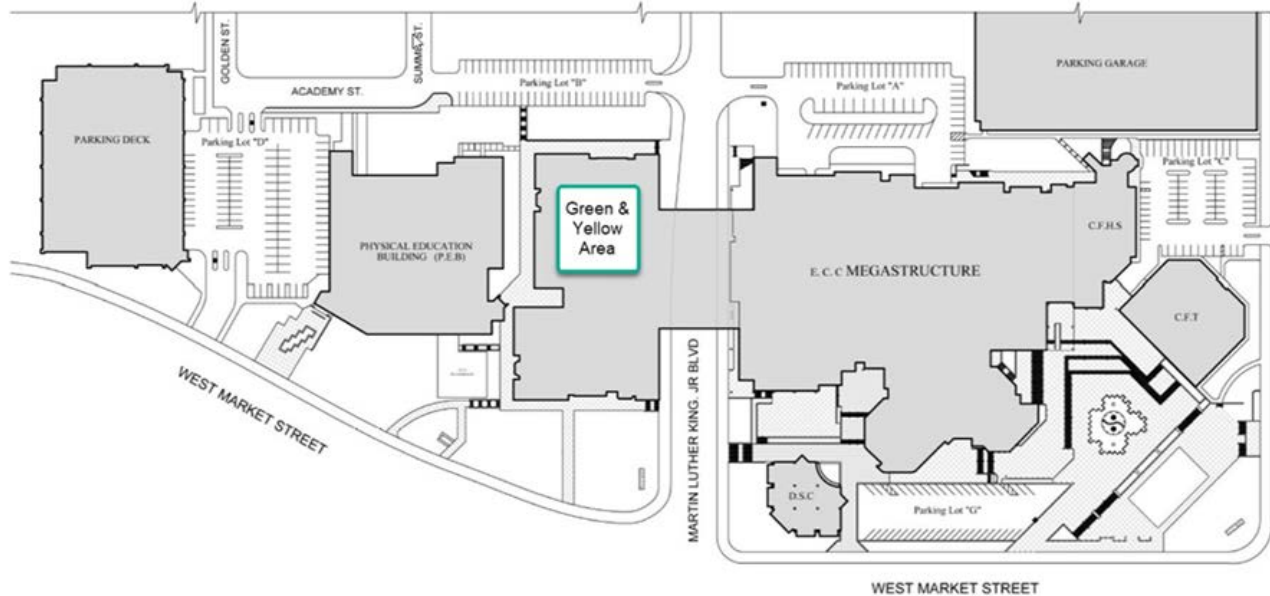 GOLDEN ST.
SUMMIT ST.
ACADEMY ST.
Parking Lot "B"
Parking Lot "A"
PARKING GARAGE
PARKING DECK
Parking Lot "D"
Parking Lot "C"
Green &
Yellow
Area
PHYSICAL EDUCATION
BUILDING (P.E.B)
C.F.H.S
E. C. C MEGASTRUCTURE
C.F.T
WEST MARKET STREET
MARTIN LUTHER KING. JR BLVD
D.S.C
Parking Lot "G"
WEST MARKET STREET